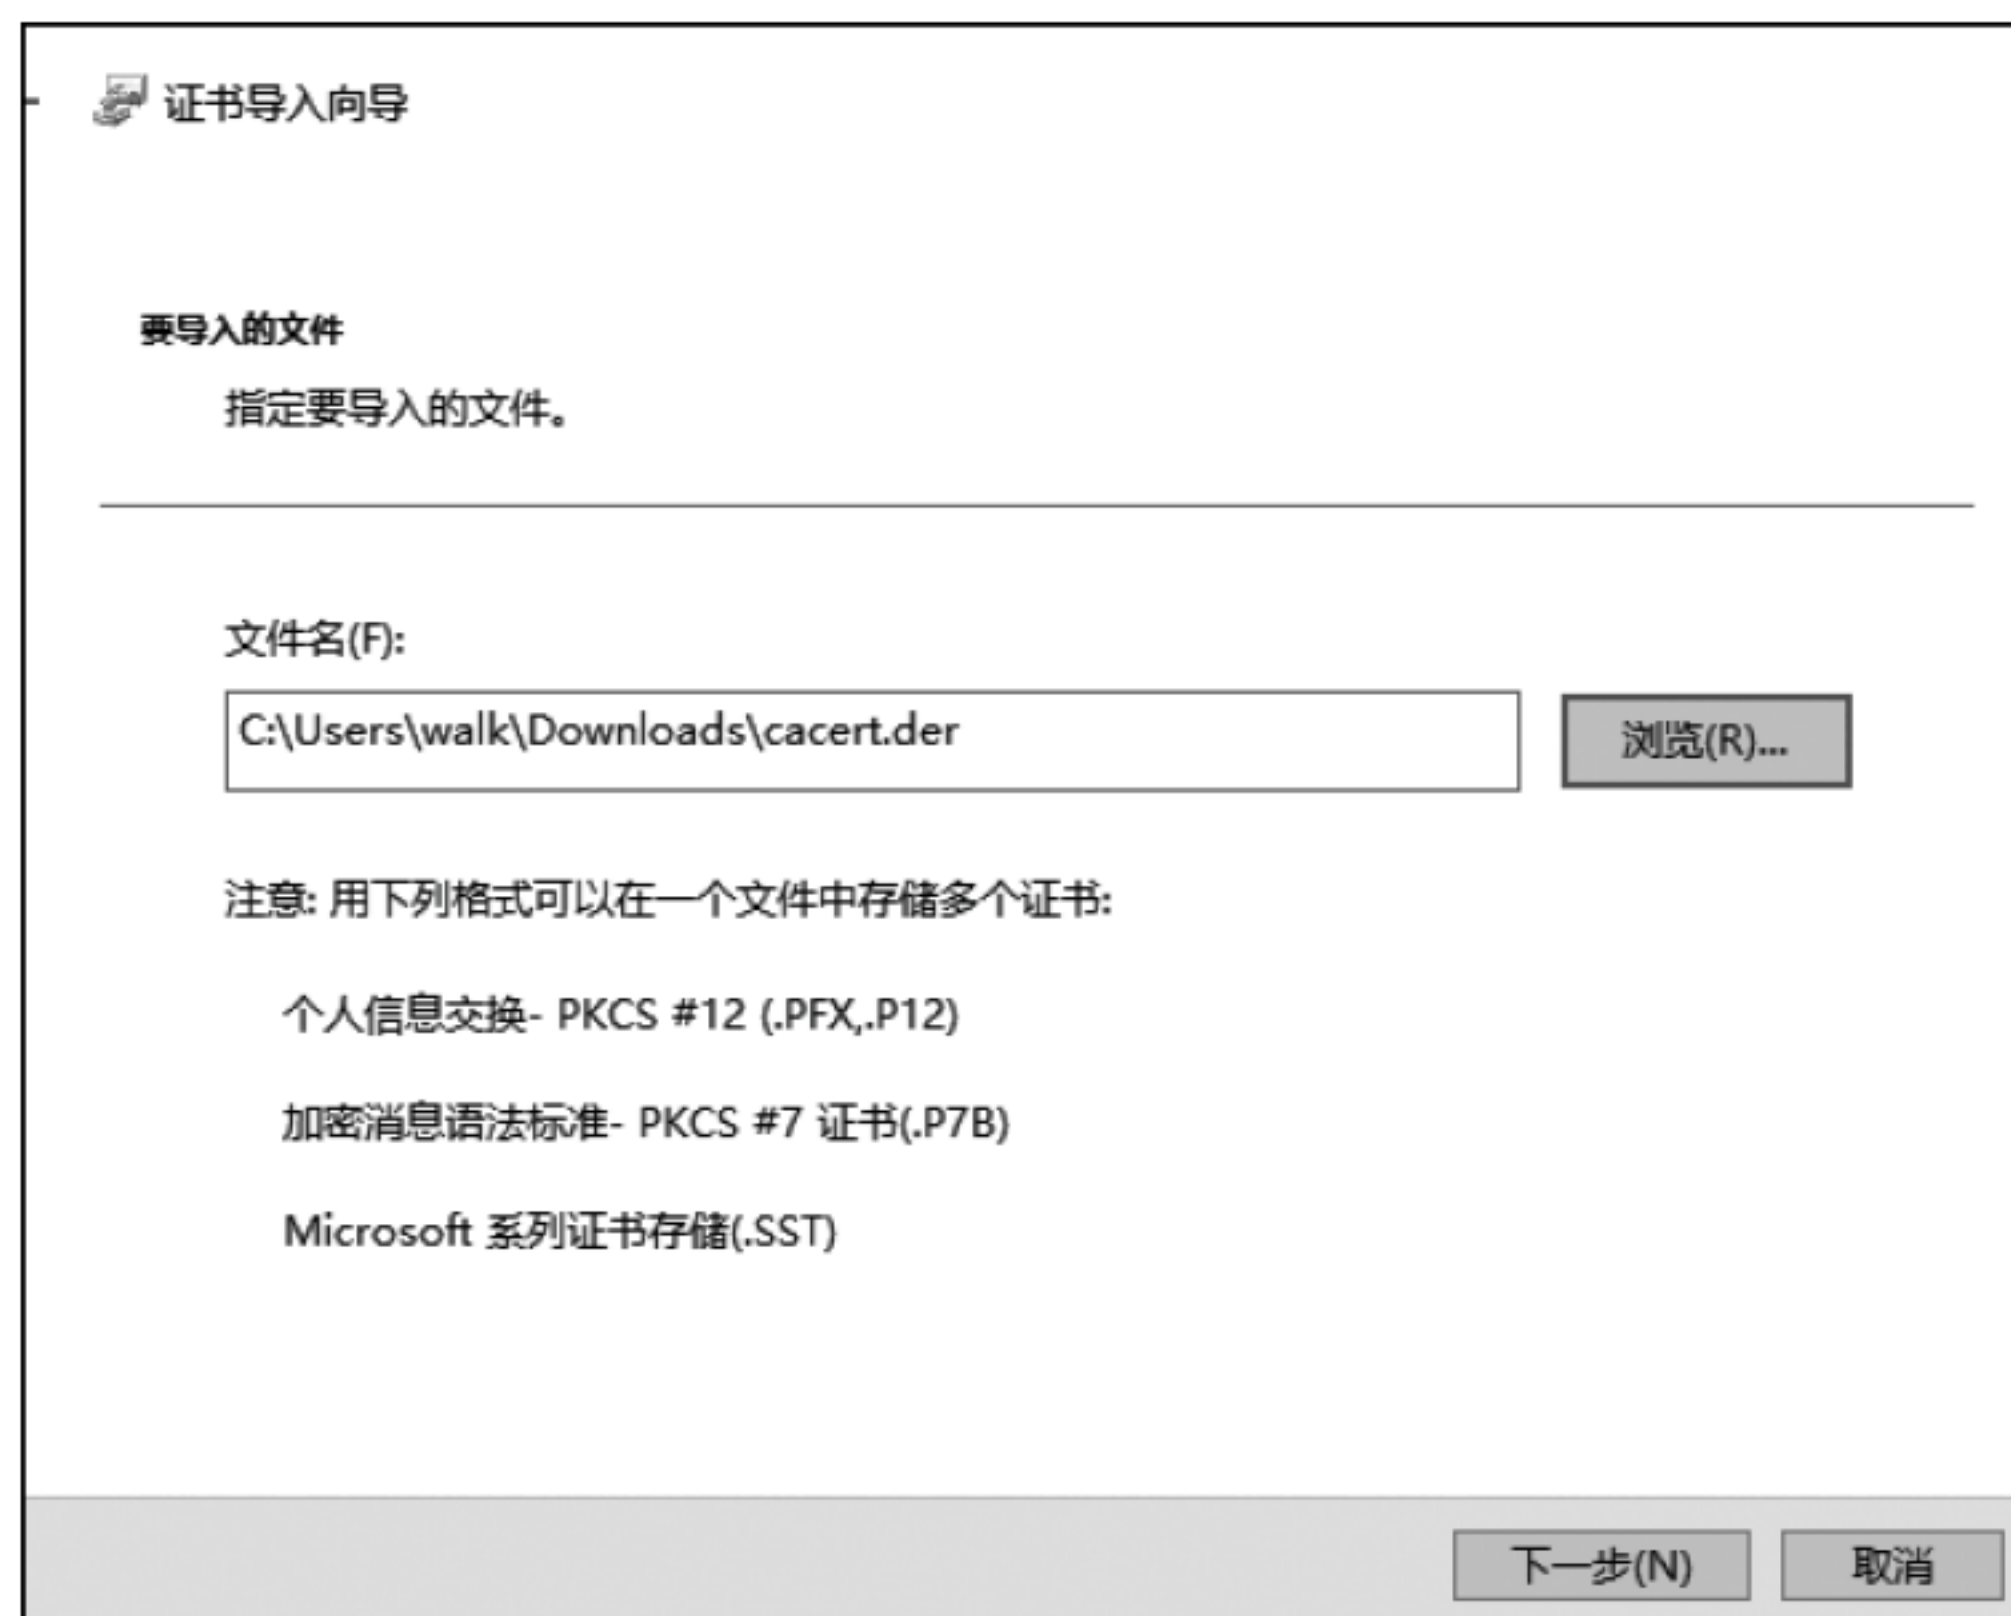 证书导入向导
要导入的文件
指定要导入的文件。
文件名(F):
C:\Users\walk\Downloads\cacert.der
浏览(R)...
注意: 用下列格式可以在一个文件中存储多个证书:
个人信息交换- PKCS #12 (.PFX,.P12)
加密消息语法标准- PKCS #7 证书(.P7B)
Microsoft 系列证书存储(.SST)
下一步(N)
取消